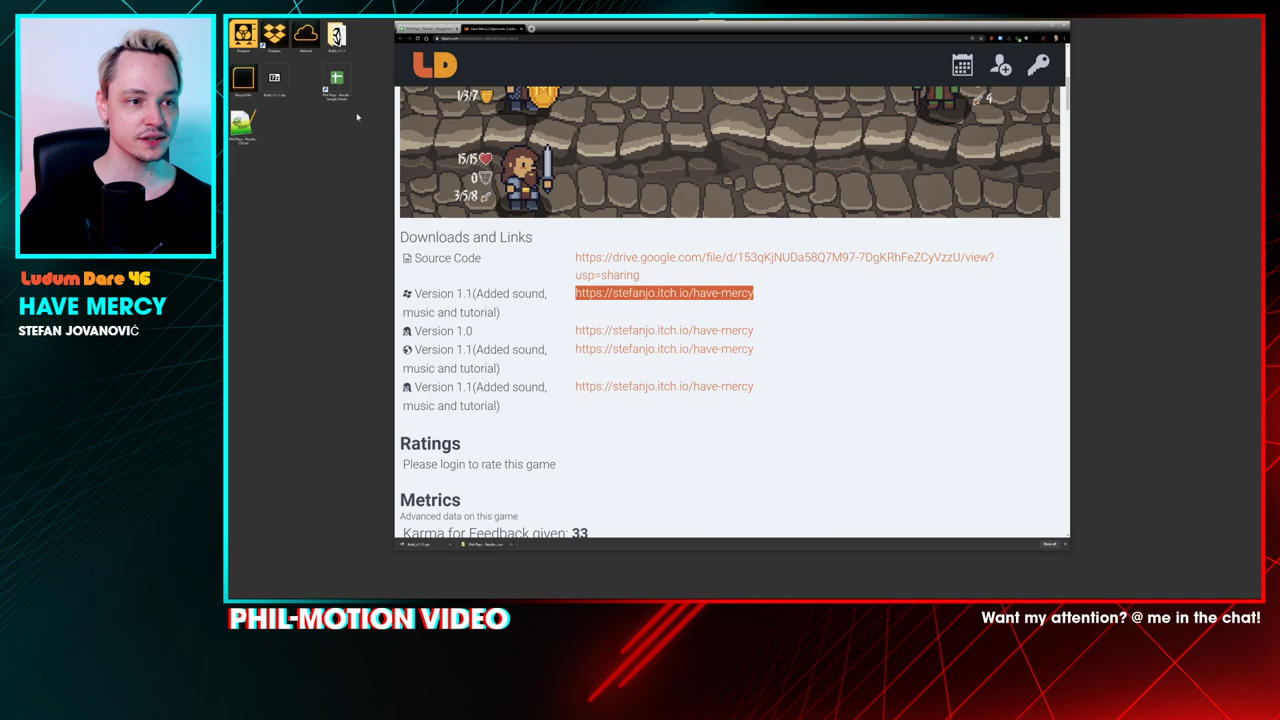 LD
1/3/7
4
15/15
0
3/5/8
Downloads and Links
Source Code
https://drive.google.com/file/d/153qKjNUDa58Q7M97-7DgKRhFeZCyVzzU/view?
usp=sharing
Version 1.1(Added sound,
music and tutorial)
https://stefanjo.itch.io/have-mercy
Version 1.0
https://stefanjo.itch.io/have-mercy
Version 1.1(Added sound,
music and tutorial)
https://stefanjo.itch.io/have-mercy
Version 1.1(Added sound,
music and tutorial)
https://stefanjo.itch.io/have-mercy
Ratings
Please login to rate this game
Metrics
Advanced data on this game
Karma for Feedback given: 33
Show all
Ludum Dare 46
HAVE MERCY
STEFAN JOVANOVIĆ
PHIL-MOTION VIDEO
Want my attention? @ me in the chat!